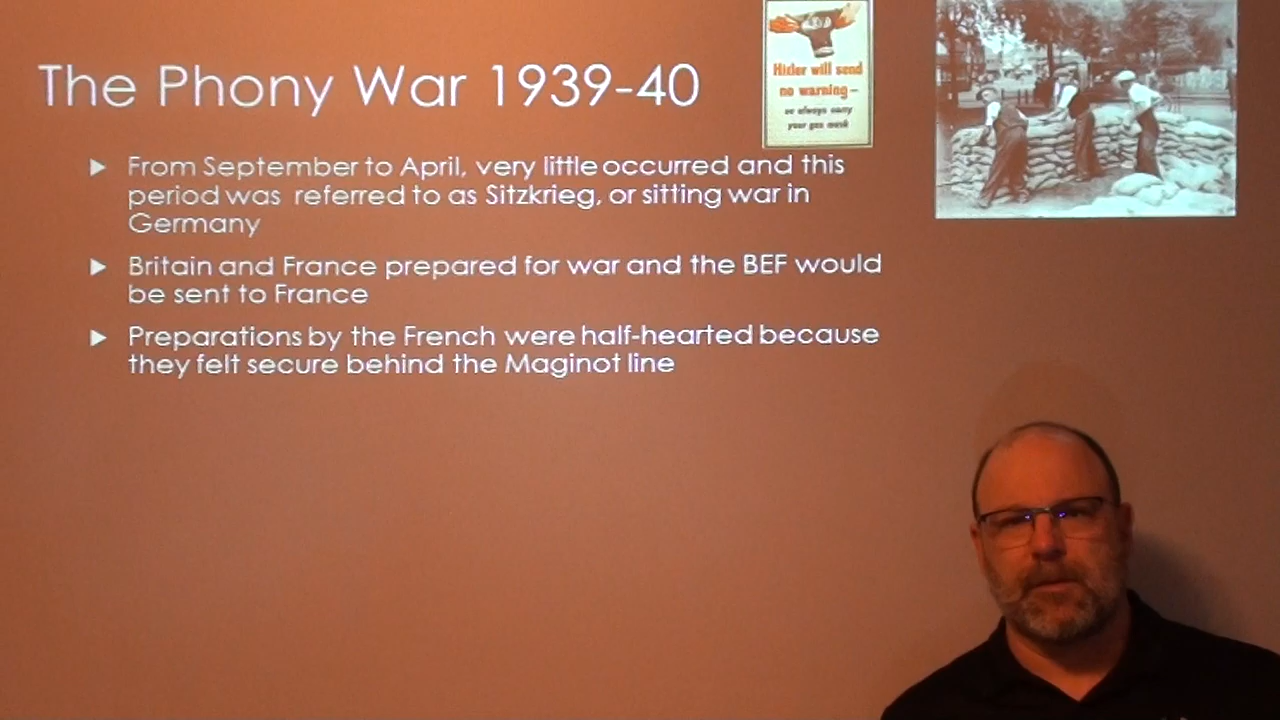 The Phony War 1939-40
From September to April, very little occurred and this
period was referred to as Sitzkrieg, or sitting war in
Germany
Britain and France prepared for war and the BEF would
be sent to France
Preparations by the French were half-hearted because
they felt secure behind the Maginot line
Hitler will send
no warning –
so always carry
your gas mask